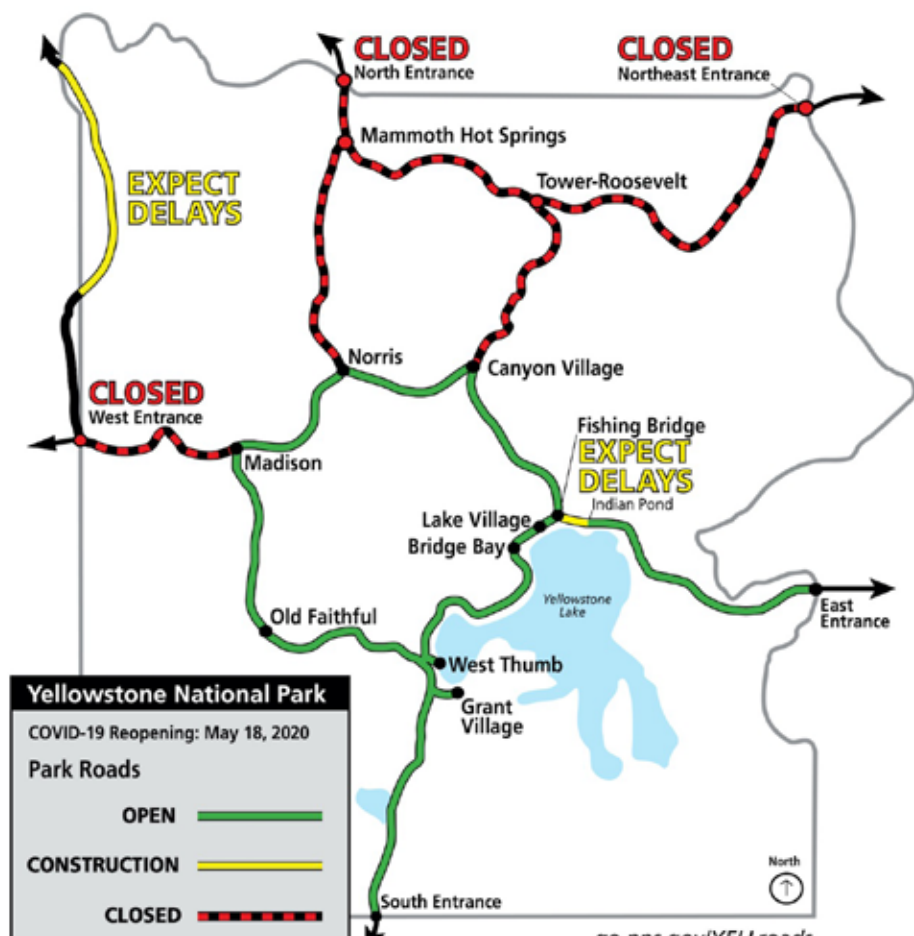 CLOSED
North Entrance
CLOSED
Northeast Entrance
Mammoth Hot Springs
EXPECT
DELAYS
Tower-Roosevelt
Norris
Canyon Village
CLOSED
West Entrance
Madison
Fishing Bridge
EXPECT
DELAYS
Indian Pond
Lake Village
Bridge Bay
Yellowstone
Lake
East
Entrance
Old Faithful
West Thumb
Grant
Village
Yellowstone National Park
COVID-19 Reopening: May 18, 2020
Park Roads
OPEN
CONSTRUCTION
CLOSED
North
South Entrance